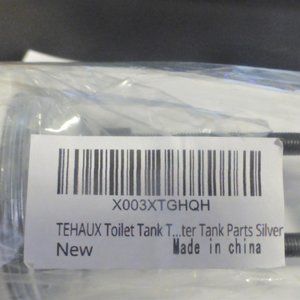 X003XTGHQH
TEHAUX Toilet Tank T...ter Tank Parts Silver
New Made in china